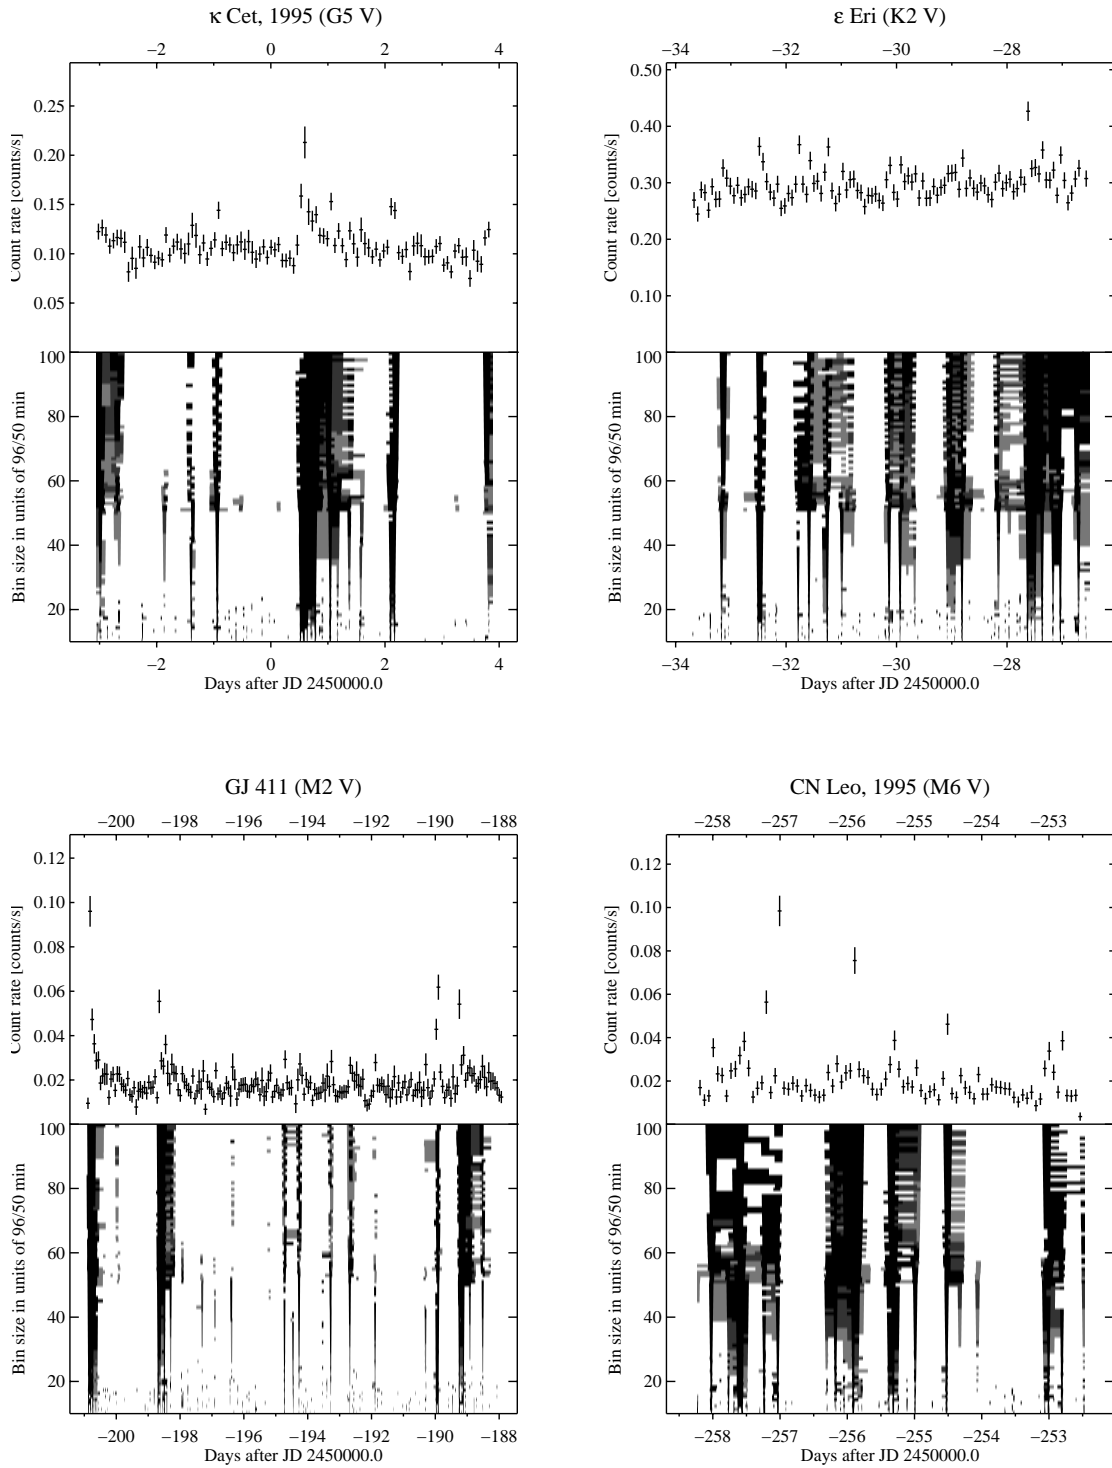 κ Cet, 1995 (G5 V)
−2 0 2 4
Count rate [counts/s]
0.25
0.20
0.15
0.10
0.05
Bin size in units of 96/50 min
100
80
60
40
20
−2 0 2 4
Days after JD 2450000.0
ε Eri (K2 V)
−34 −32 −30 −28
Count rate [counts/s]
0.50
0.40
0.30
0.20
0.10
Bin size in units of 96/50 min
100
80
60
40
20
−34 −32 −30 −28
Days after JD 2450000.0
GJ 411 (M2 V)
−200 −198 −196 −194 −192 −190 −188
Count rate [counts/s]
0.12
0.10
0.08
0.06
0.04
0.02
Bin size in units of 96/50 min
100
80
60
40
20
−200 −198 −196 −194 −192 −190 −188
Days after JD 2450000.0
CN Leo, 1995 (M6 V)
−258 −257 −256 −255 −254 −253
Count rate [counts/s]
0.12
0.10
0.08
0.06
0.04
0.02
Bin size in units of 96/50 min
100
80
60
40
20
−258 −257 −256 −255 −254 −253
Days after JD 2450000.0